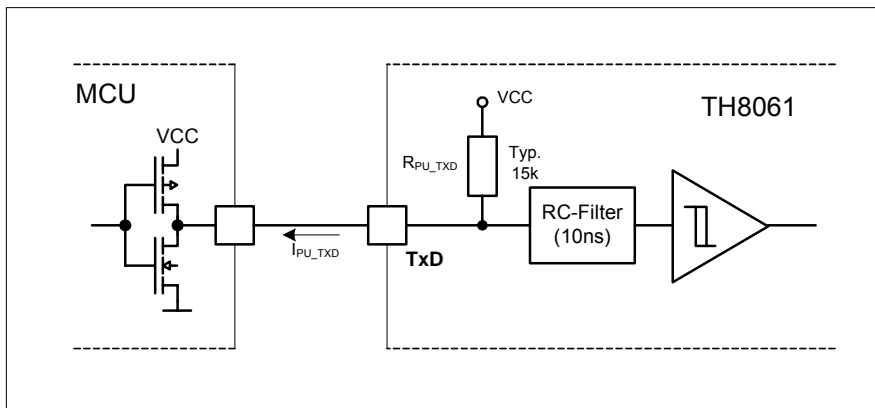 MCU
VCC
VCC
TH8061
RPU_TXD
Typ.
15k
RC-Filter
(10ns)
IPU_TXD
TxD